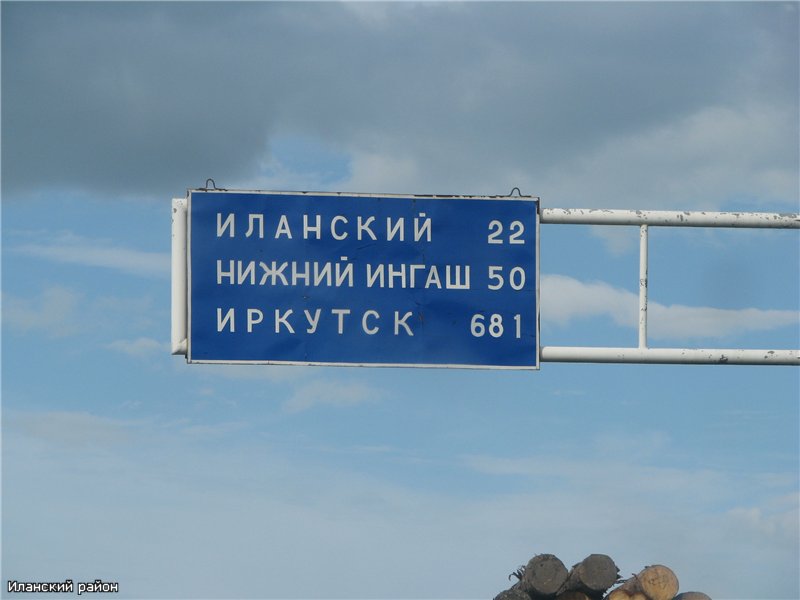 ИЛАНСКИЙ 22
НИЖНИЙ ИНГАШ 50
ИРКУТСК 681
Иланский район